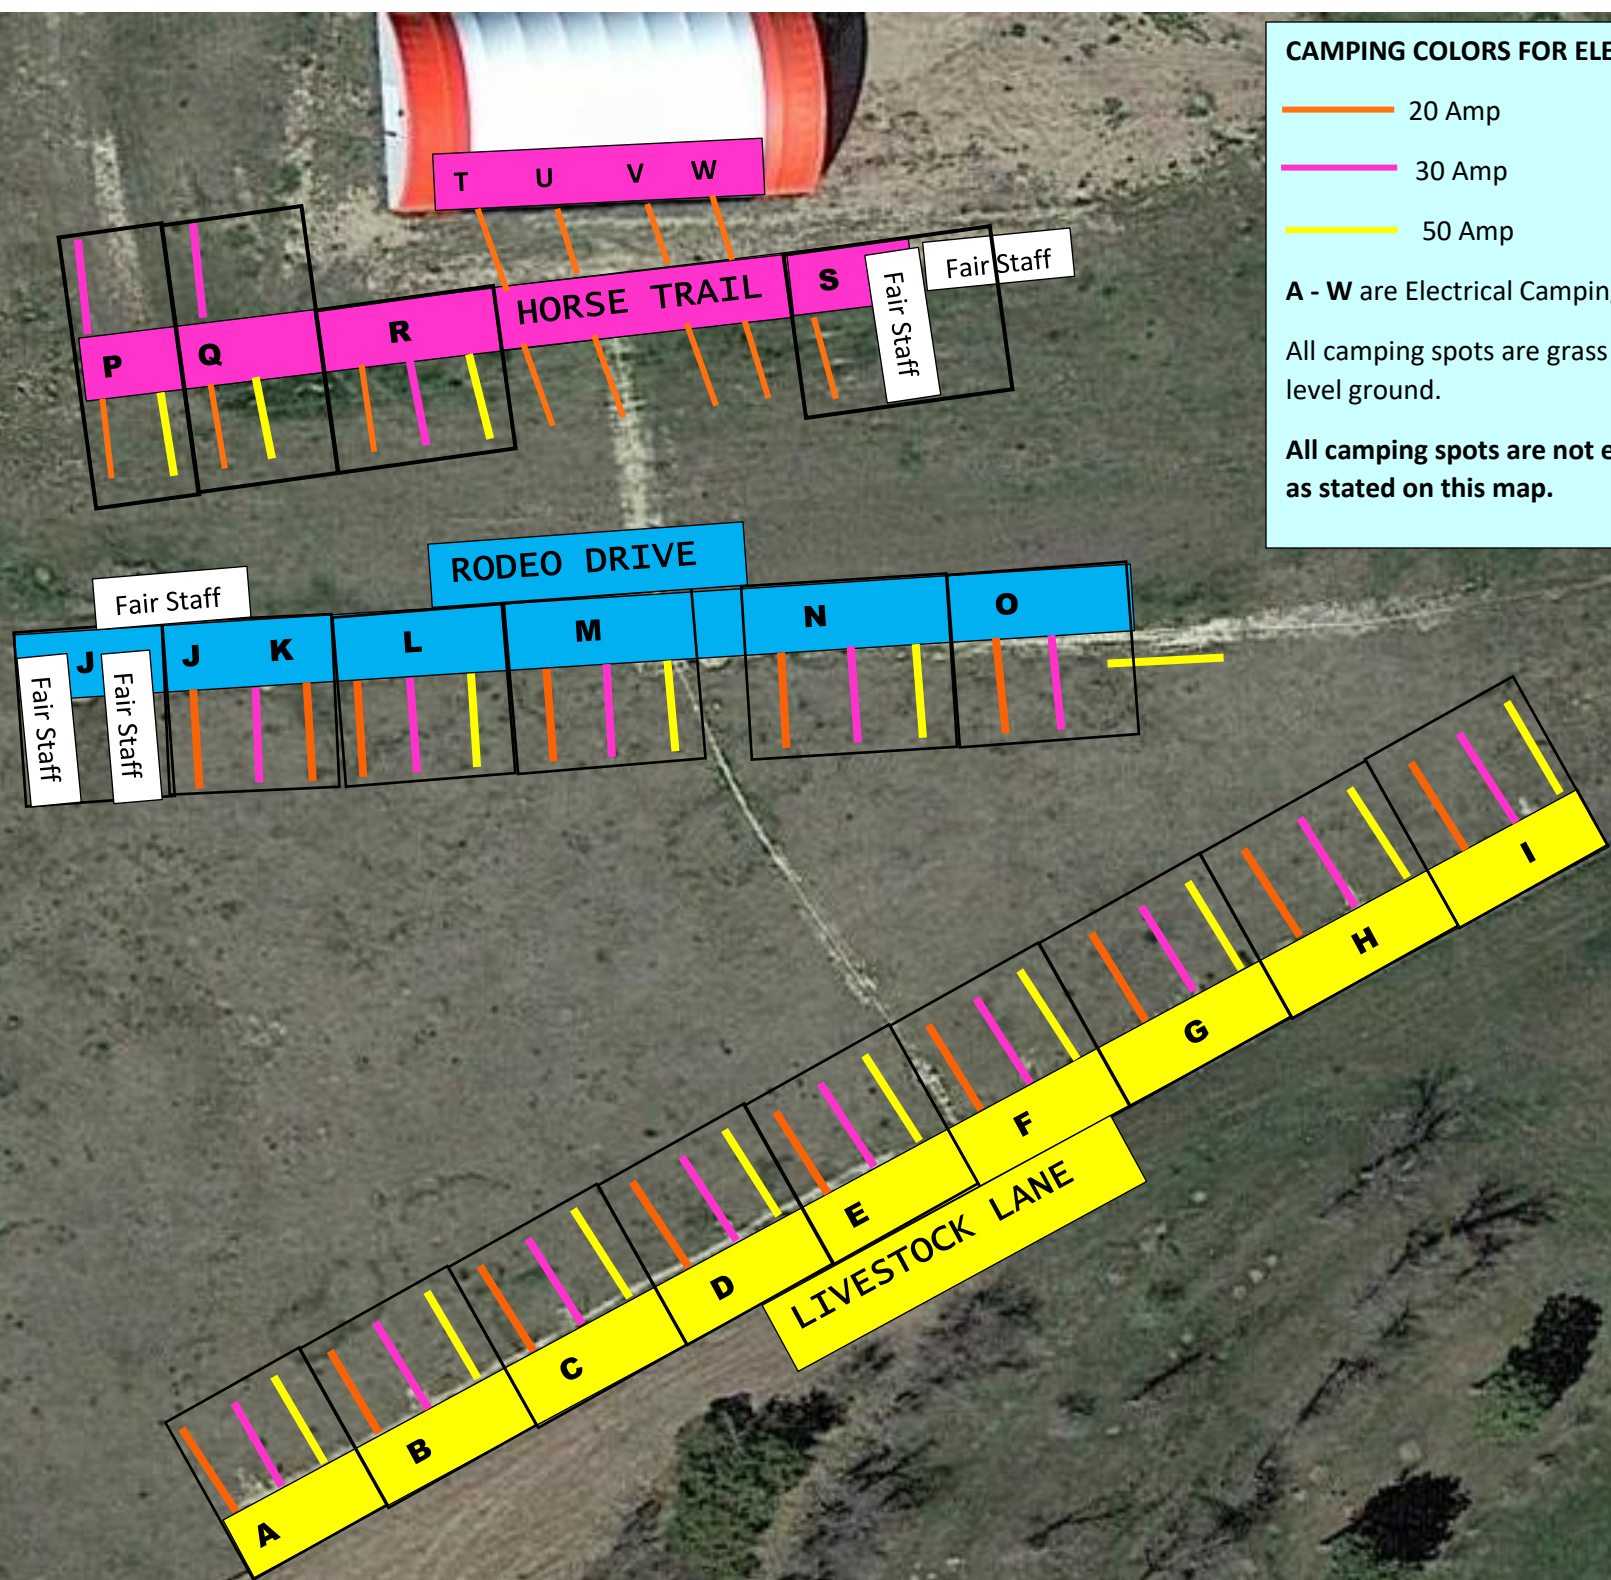 CAMPING COLORS FOR ELE
20 Amp
30 Amp
50 Amp
A - W are Electrical Campin
All camping spots are grass
level ground.
All camping spots are not e
as stated on this map.
T U V W
P Q R HORSE TRAIL S
Fair Staff
Fair Staff
RODEO DRIVE
Fair Staff
J J K L M N O
Fair Staff
Fair Staff
A B C D E F G H I
LIVESTOCK LANE